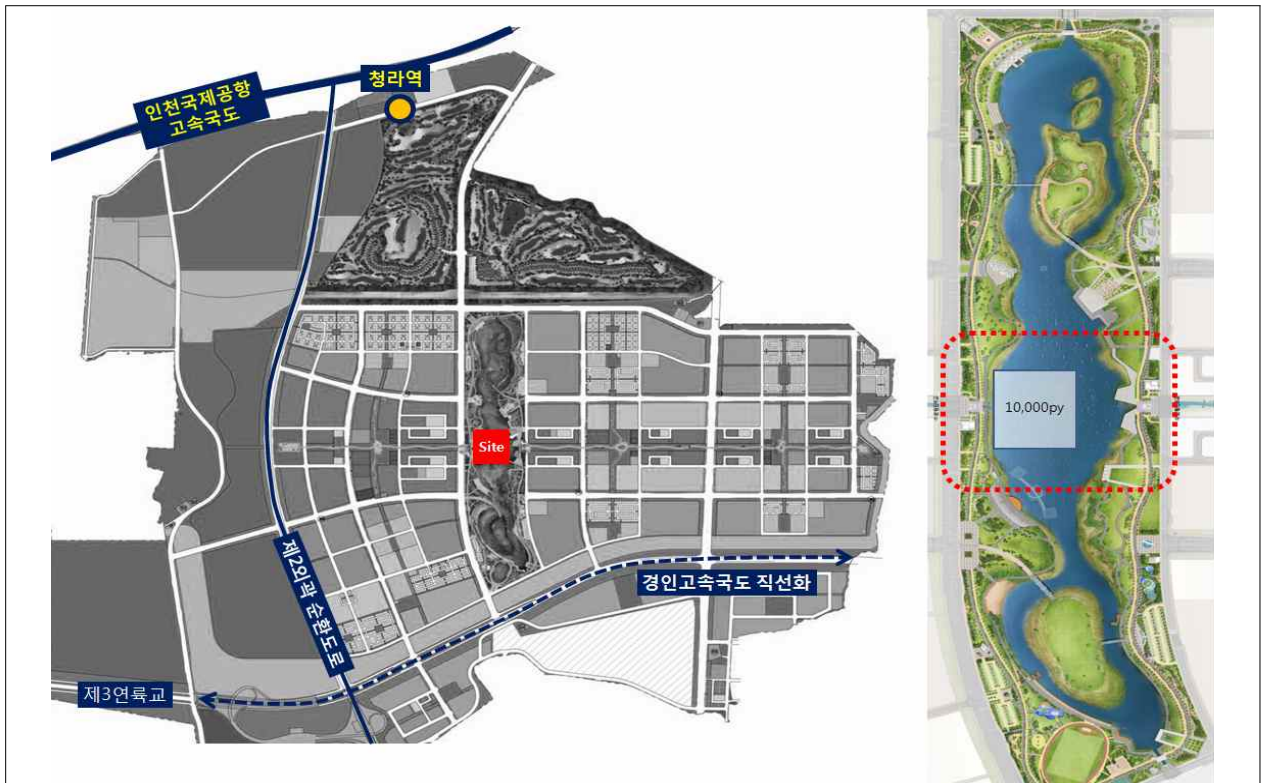 인천국제공항
고속국도
청라역
Site
10,000py
제2외곽 순환도로
경인고속국도 직선화
제3연륙교